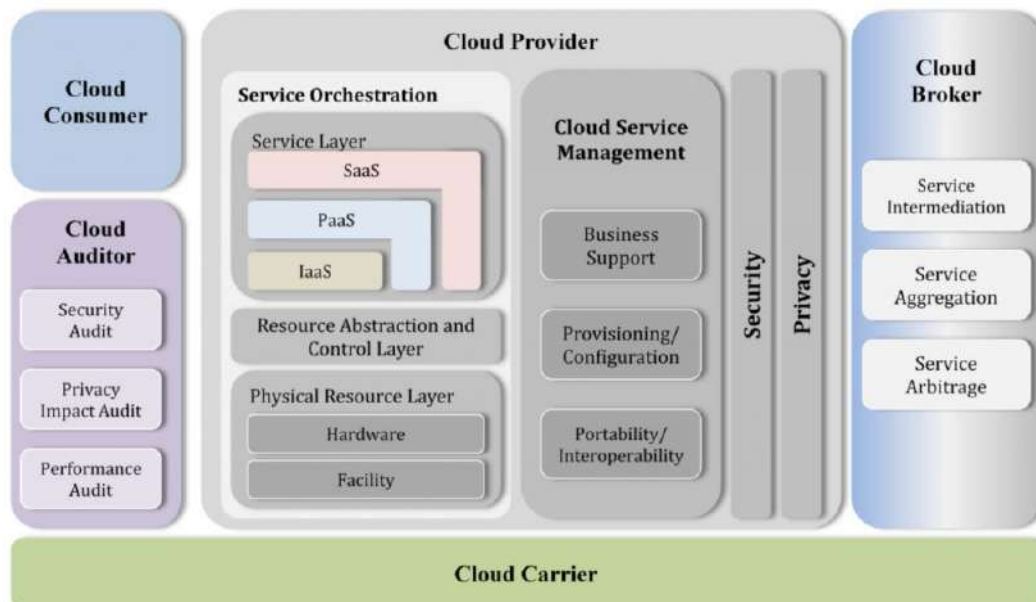 Cloud
Consumer
Cloud
Auditor
Security
Audit
Privacy
Impact Audit
Performance
Audit
Cloud Provider
Service Orchestration
Service Layer
SaaS
PaaS
IaaS
Resource Abstraction and
Control Layer
Physical Resource Layer
Hardware
Facility
Cloud Service
Management
Business
Support
Provisioning/
Configuration
Portability/
Interoperability
Security
Privacy
Cloud
Broker
Service
Intermediation
Service
Aggregation
Service
Arbitrage
Cloud Carrier